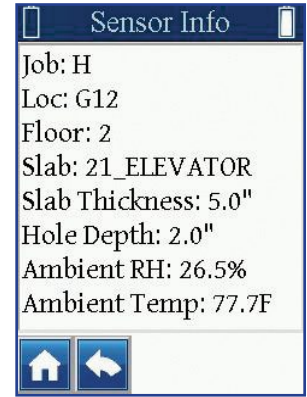 Sensor Info
Job: H
Loc: G12
Floor: 2
Slab: 21_ELEVATOR
Slab Thickness: 5.0"
Hole Depth: 2.0"
Ambient RH: 26.5%
Ambient Temp: 77.7F